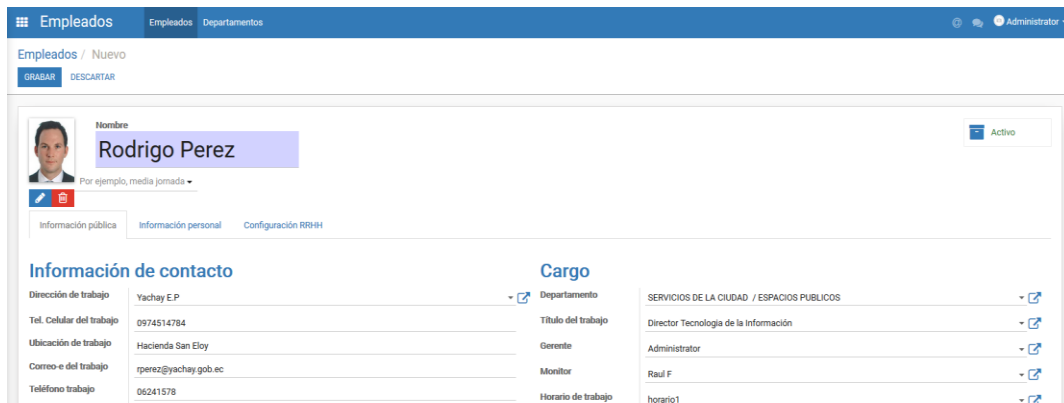 Empleados Empleados Departamentos Administrator
Empleados / Nuevo
GRABAR DESCARTAR
Nombre
Rodrigo Perez
Activo
Por ejemplo, media jornada
Información pública Información personal Configuración RRHH
Información de contacto
Dirección de trabajo Yachay E.P
Tel. Celular del trabajo 0974514784
Ubicación de trabajo Hacienda San Eloy
Correo-e del trabajo rperez@yachay.gob.ec
Teléfono trabajo 06241578
Cargo
Departamento SERVICIOS DE LA CIUDAD / ESPACIOS PUBLICOS
Título del trabajo Director Tecnologia de la Información
Gerente Administrator
Monitor Raul F
Horario de trabajo horario1